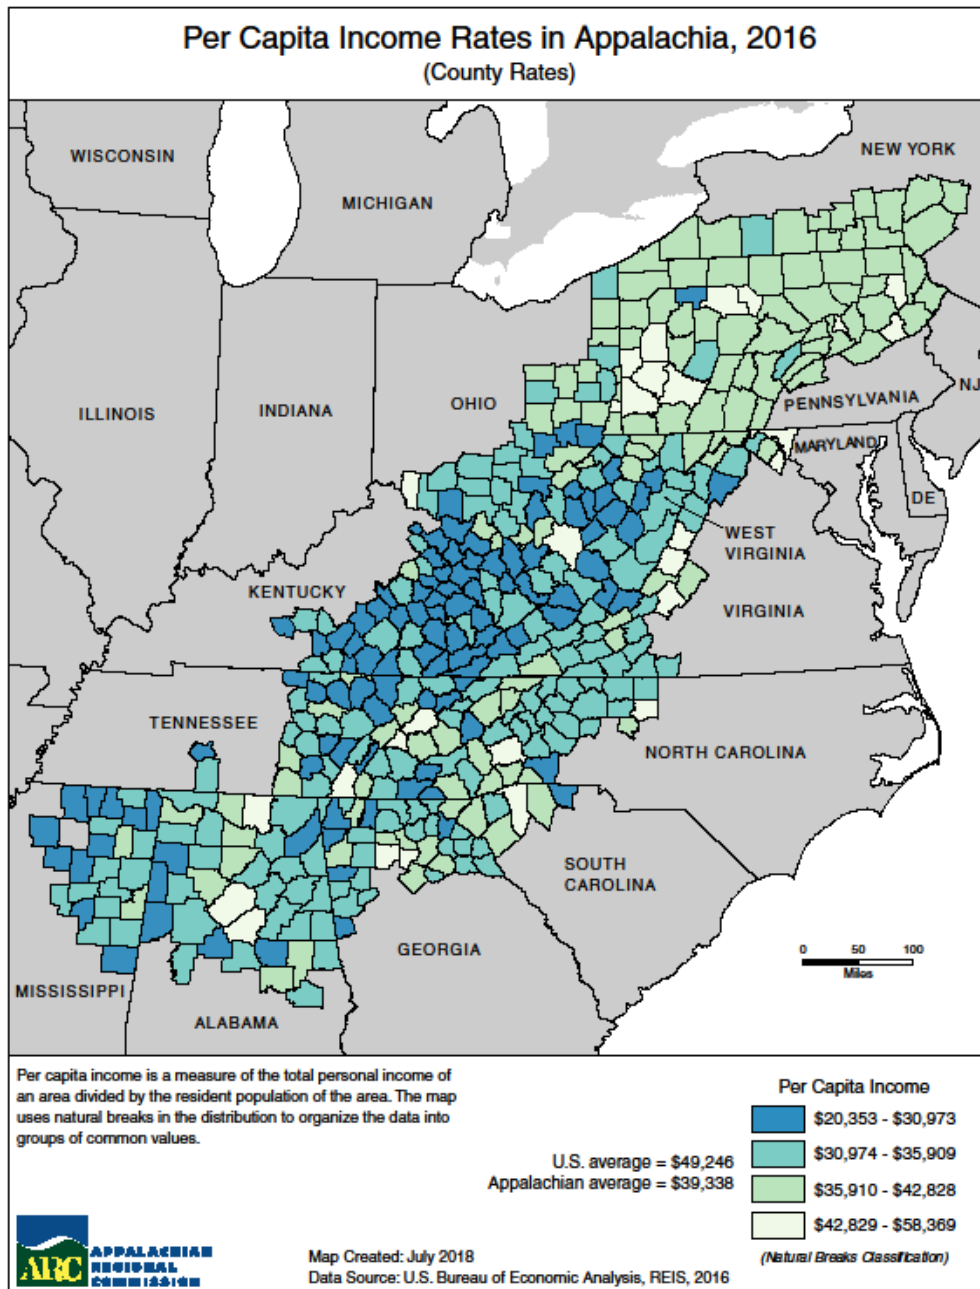 Per Capita Income Rates in Appalachia, 2016
(County Rates)
WISCONSIN
NEW YORK
MICHIGAN
ILLINOIS
INDIANA
OHIO
PENNSYLVANIA
NJ
MARYLAND
DE
WEST
VIRGINIA
KENTUCKY
VIRGINIA
TENNESSEE
NORTH CAROLINA
SOUTH
CAROLINA
GEORGIA
MISSISSIPPI
ALABAMA
0 50 100
Miles
Per capita income is a measure of the total personal income of
an area divided by the resident population of the area. The map
uses natural breaks in the distribution to organize the data into
groups of common values.
U.S. average = $49,246
Appalachian average = $39,338
Per Capita Income
$20,353 - $30,973
$30,974 - $35,909
$35,910 - $42,828
$42,829 - $58,369
(Natural Breaks Classification)
ARC
APPALACHIAN
REGIONAL
COMMISSION
Map Created: July 2018
Data Source: U.S. Bureau of Economic Analysis, REIS, 2016